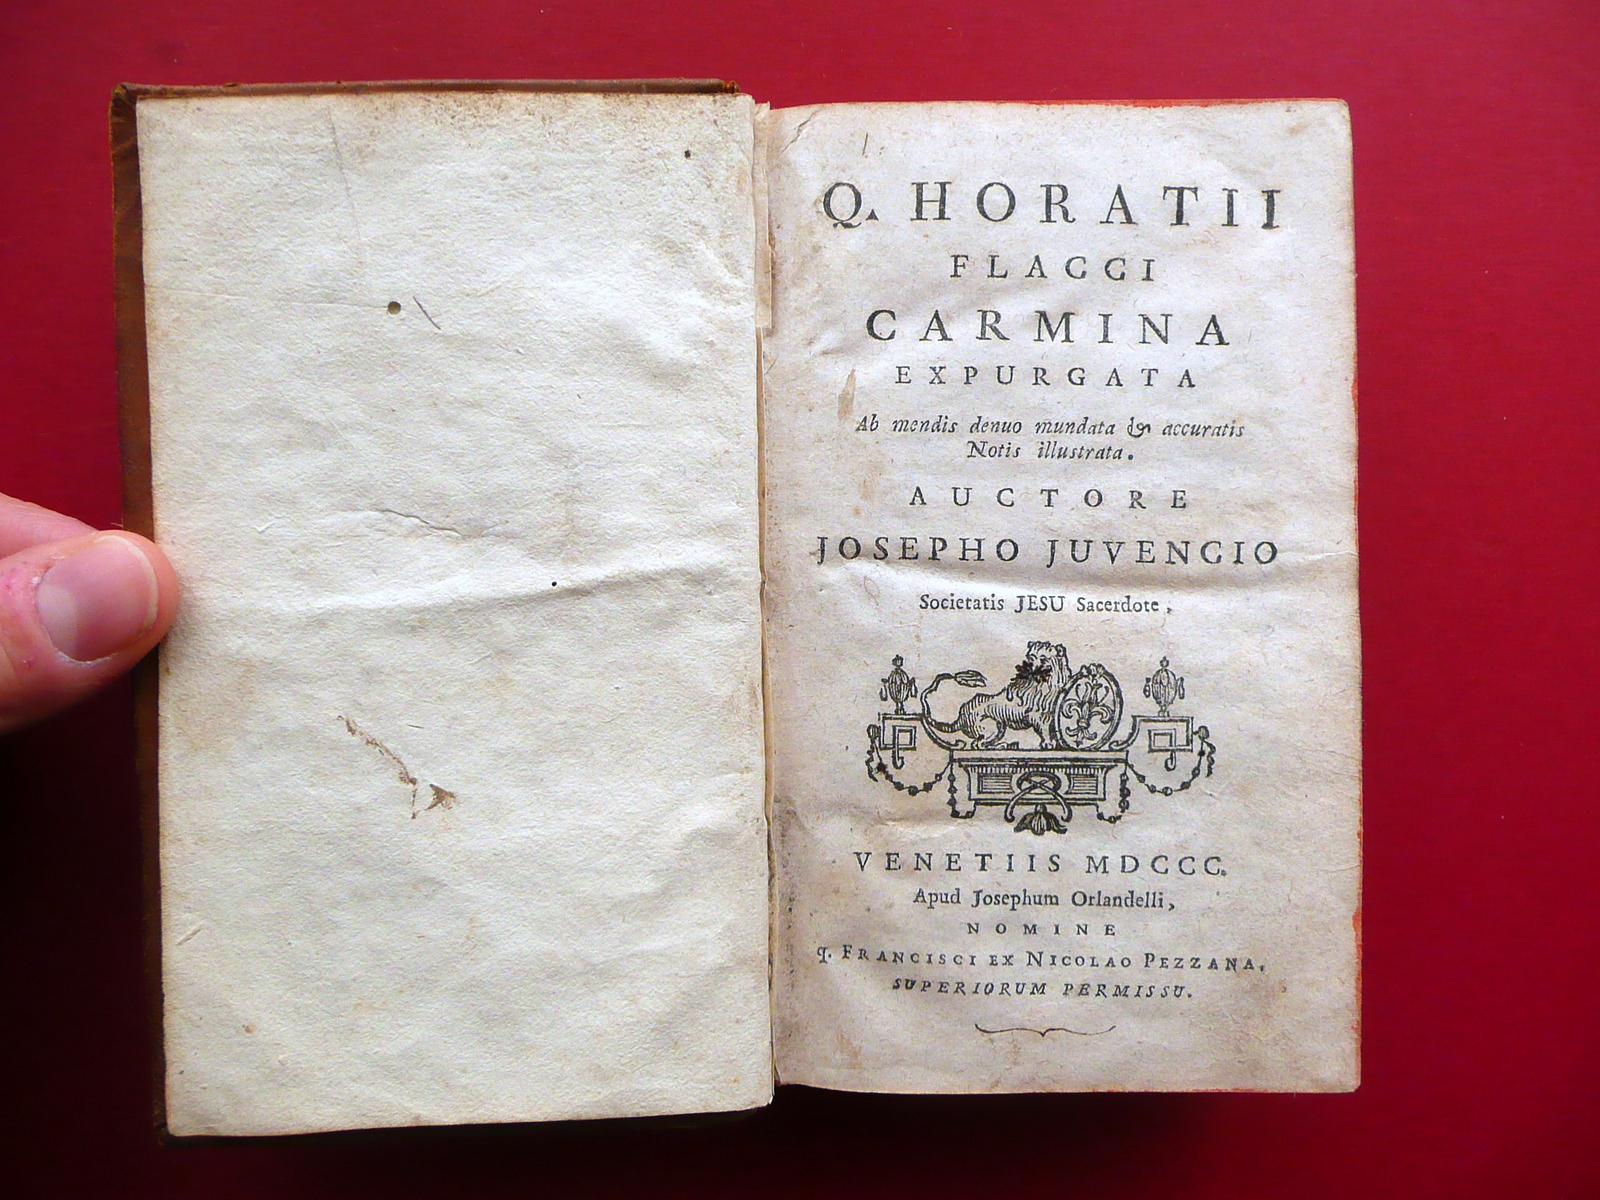 Q. HORATII
FLACCI
CARMINA
EXPURGATA
Ab mendis denuo mundata & accuratis
Notis illustrata.
AUCTORE
JOSEPHO JUVENCIO
Societatis JESU Sacerdote,
VENETIIS MDCCC.
Apud Josephum Orlandelli,
NOMINE
q. FRANCISCI EX NICOLAO PEZZANA,
SUPERIORUM PERMISSU.